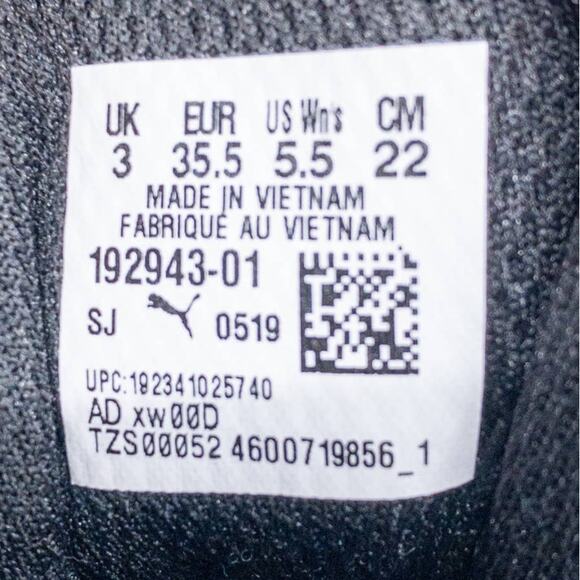 UK EUR US Wn's CM
3 35.5 5.5 22
MADE IN VIETNAM
FABRIQUE AU VIETNAM
192943-01
SJ 0519
UPC:192341025740
AD xw00D
TZS00052 4600719856_1